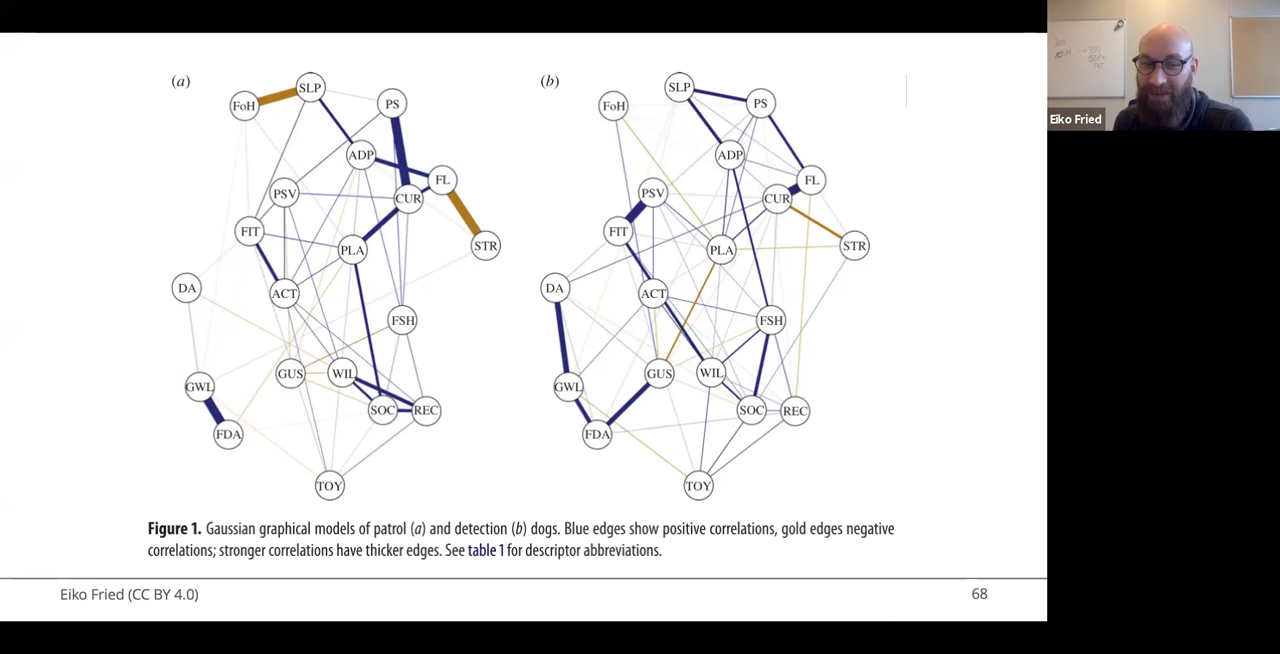 (a)
SLP
FoH
PS
ADP
FL
PSV
CUR
FIT
PLA
STR
DA
ACT
FSH
GUS
WIL
GWL
SOC
REC
FDA
TOY
(b)
SLP
FoH
PS
ADP
FL
PSV
CUR
FIT
PLA
STR
DA
ACT
FSH
GUS
WIL
GWL
SOC
REC
FDA
TOY
Figure 1. Gaussian graphical models of patrol (a) and detection (b) dogs. Blue edges show positive correlations, gold edges negative
correlations; stronger correlations have thicker edges. See table 1 for descriptor abbreviations.
Eiko Fried (CC BY 4.0)
68
Eiko Fried